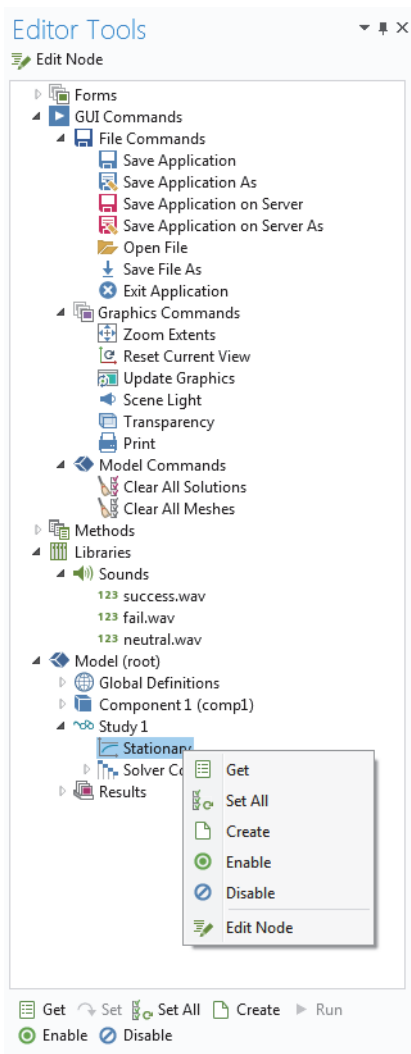 Editor Tools
Edit Node
Forms
GUI Commands
File Commands
Save Application
Save Application As
Save Application on Server
Save Application on Server As
Open File
Save File As
Exit Application
Graphics Commands
Zoom Extents
Reset Current View
Update Graphics
Scene Light
Transparency
Print
Model Commands
Clear All Solutions
Clear All Meshes
Methods
Libraries
Sounds
123 success.wav
123 fail.wav
123 neutral.wav
Model (root)
Global Definitions
Component 1 (comp1)
Study 1
Stationary
Solver
Results
Get
Set All
Create
Enable
Disable
Edit Node
Get Set Set All Create Run
Enable Disable